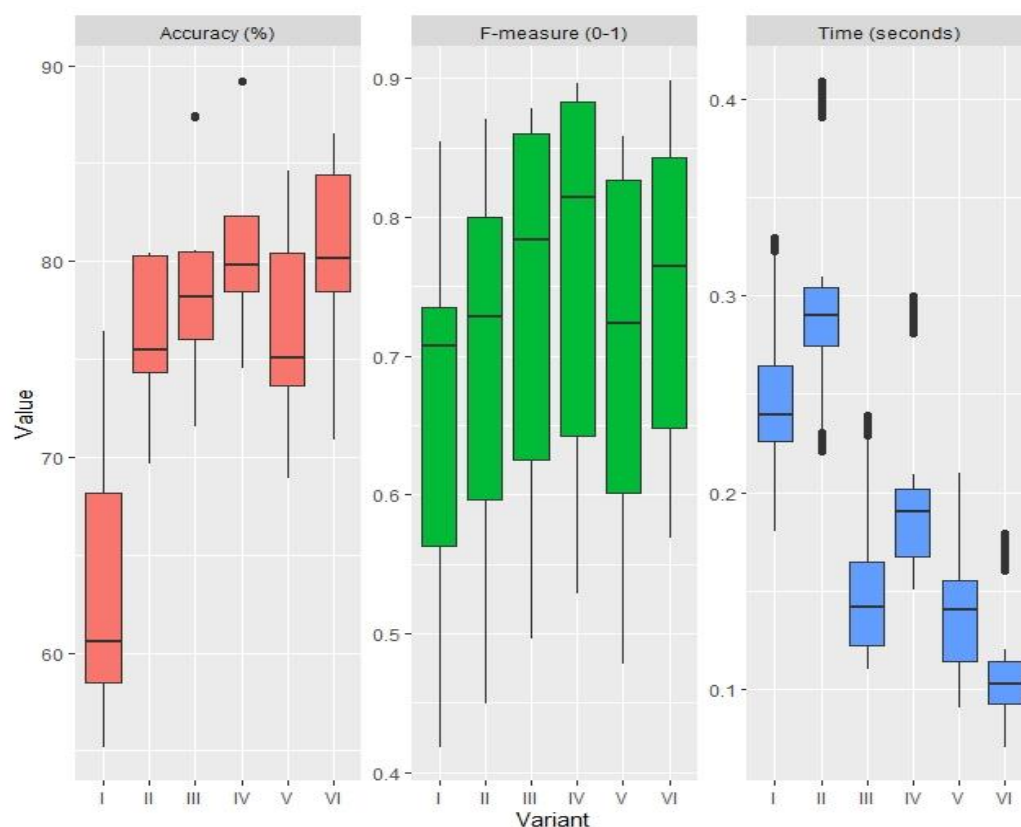 Accuracy (%)
F-measure (0-1)
Time (seconds)
90
80
70
60
0.9
0.8
0.7
0.6
0.5
0.4
0.4
0.3
0.2
0.1
Value
I II III IV V VI
I II III IV V VI
I II III IV V VI
Variant